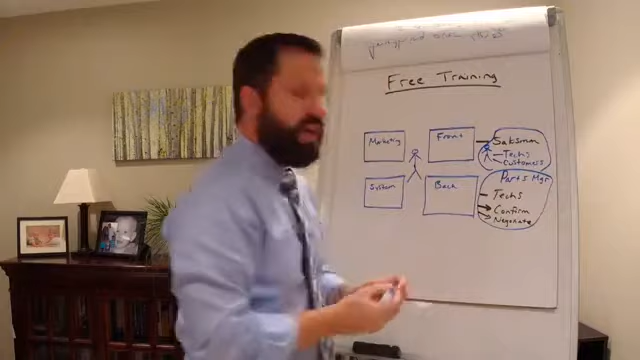 Free Training
Marketing
Front
Salesman
Techs
Customers
System
Back
Parts Mgr
Techs
Confirm
Negotiate